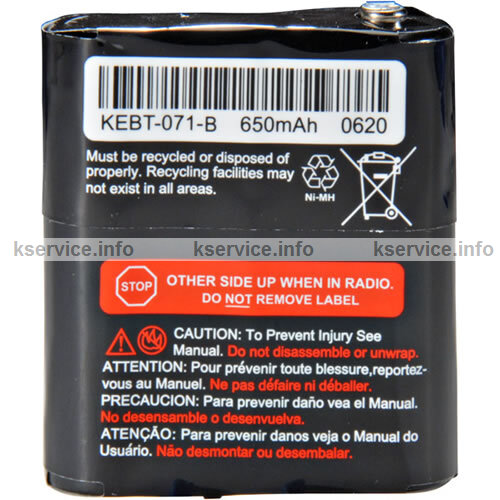 KEBT-071-B 650mAh 0620
Must be recycled or disposed of
properly. Recycling facilities may
not exist in all areas.
Ni-MH
kservice.info kservice.info kservice.info
STOP
OTHER SIDE UP WHEN IN RADIO.
DO NOT REMOVE LABEL
CAUTION: To Prevent Injury See
Manual. Do not disassemble or unwrap.
ATTENTION: Pour prévenir toute blessure,reportez-
vous au Manuel. Ne pas défaire ni déballer.
PRECAUCION: Para prevenir daño vea el Manual.
No desensamble o desenvuelva.
ATENÇÃO: Para prevenir danos veja o Manual do
Usuário. Não desmontar ou desembalar.